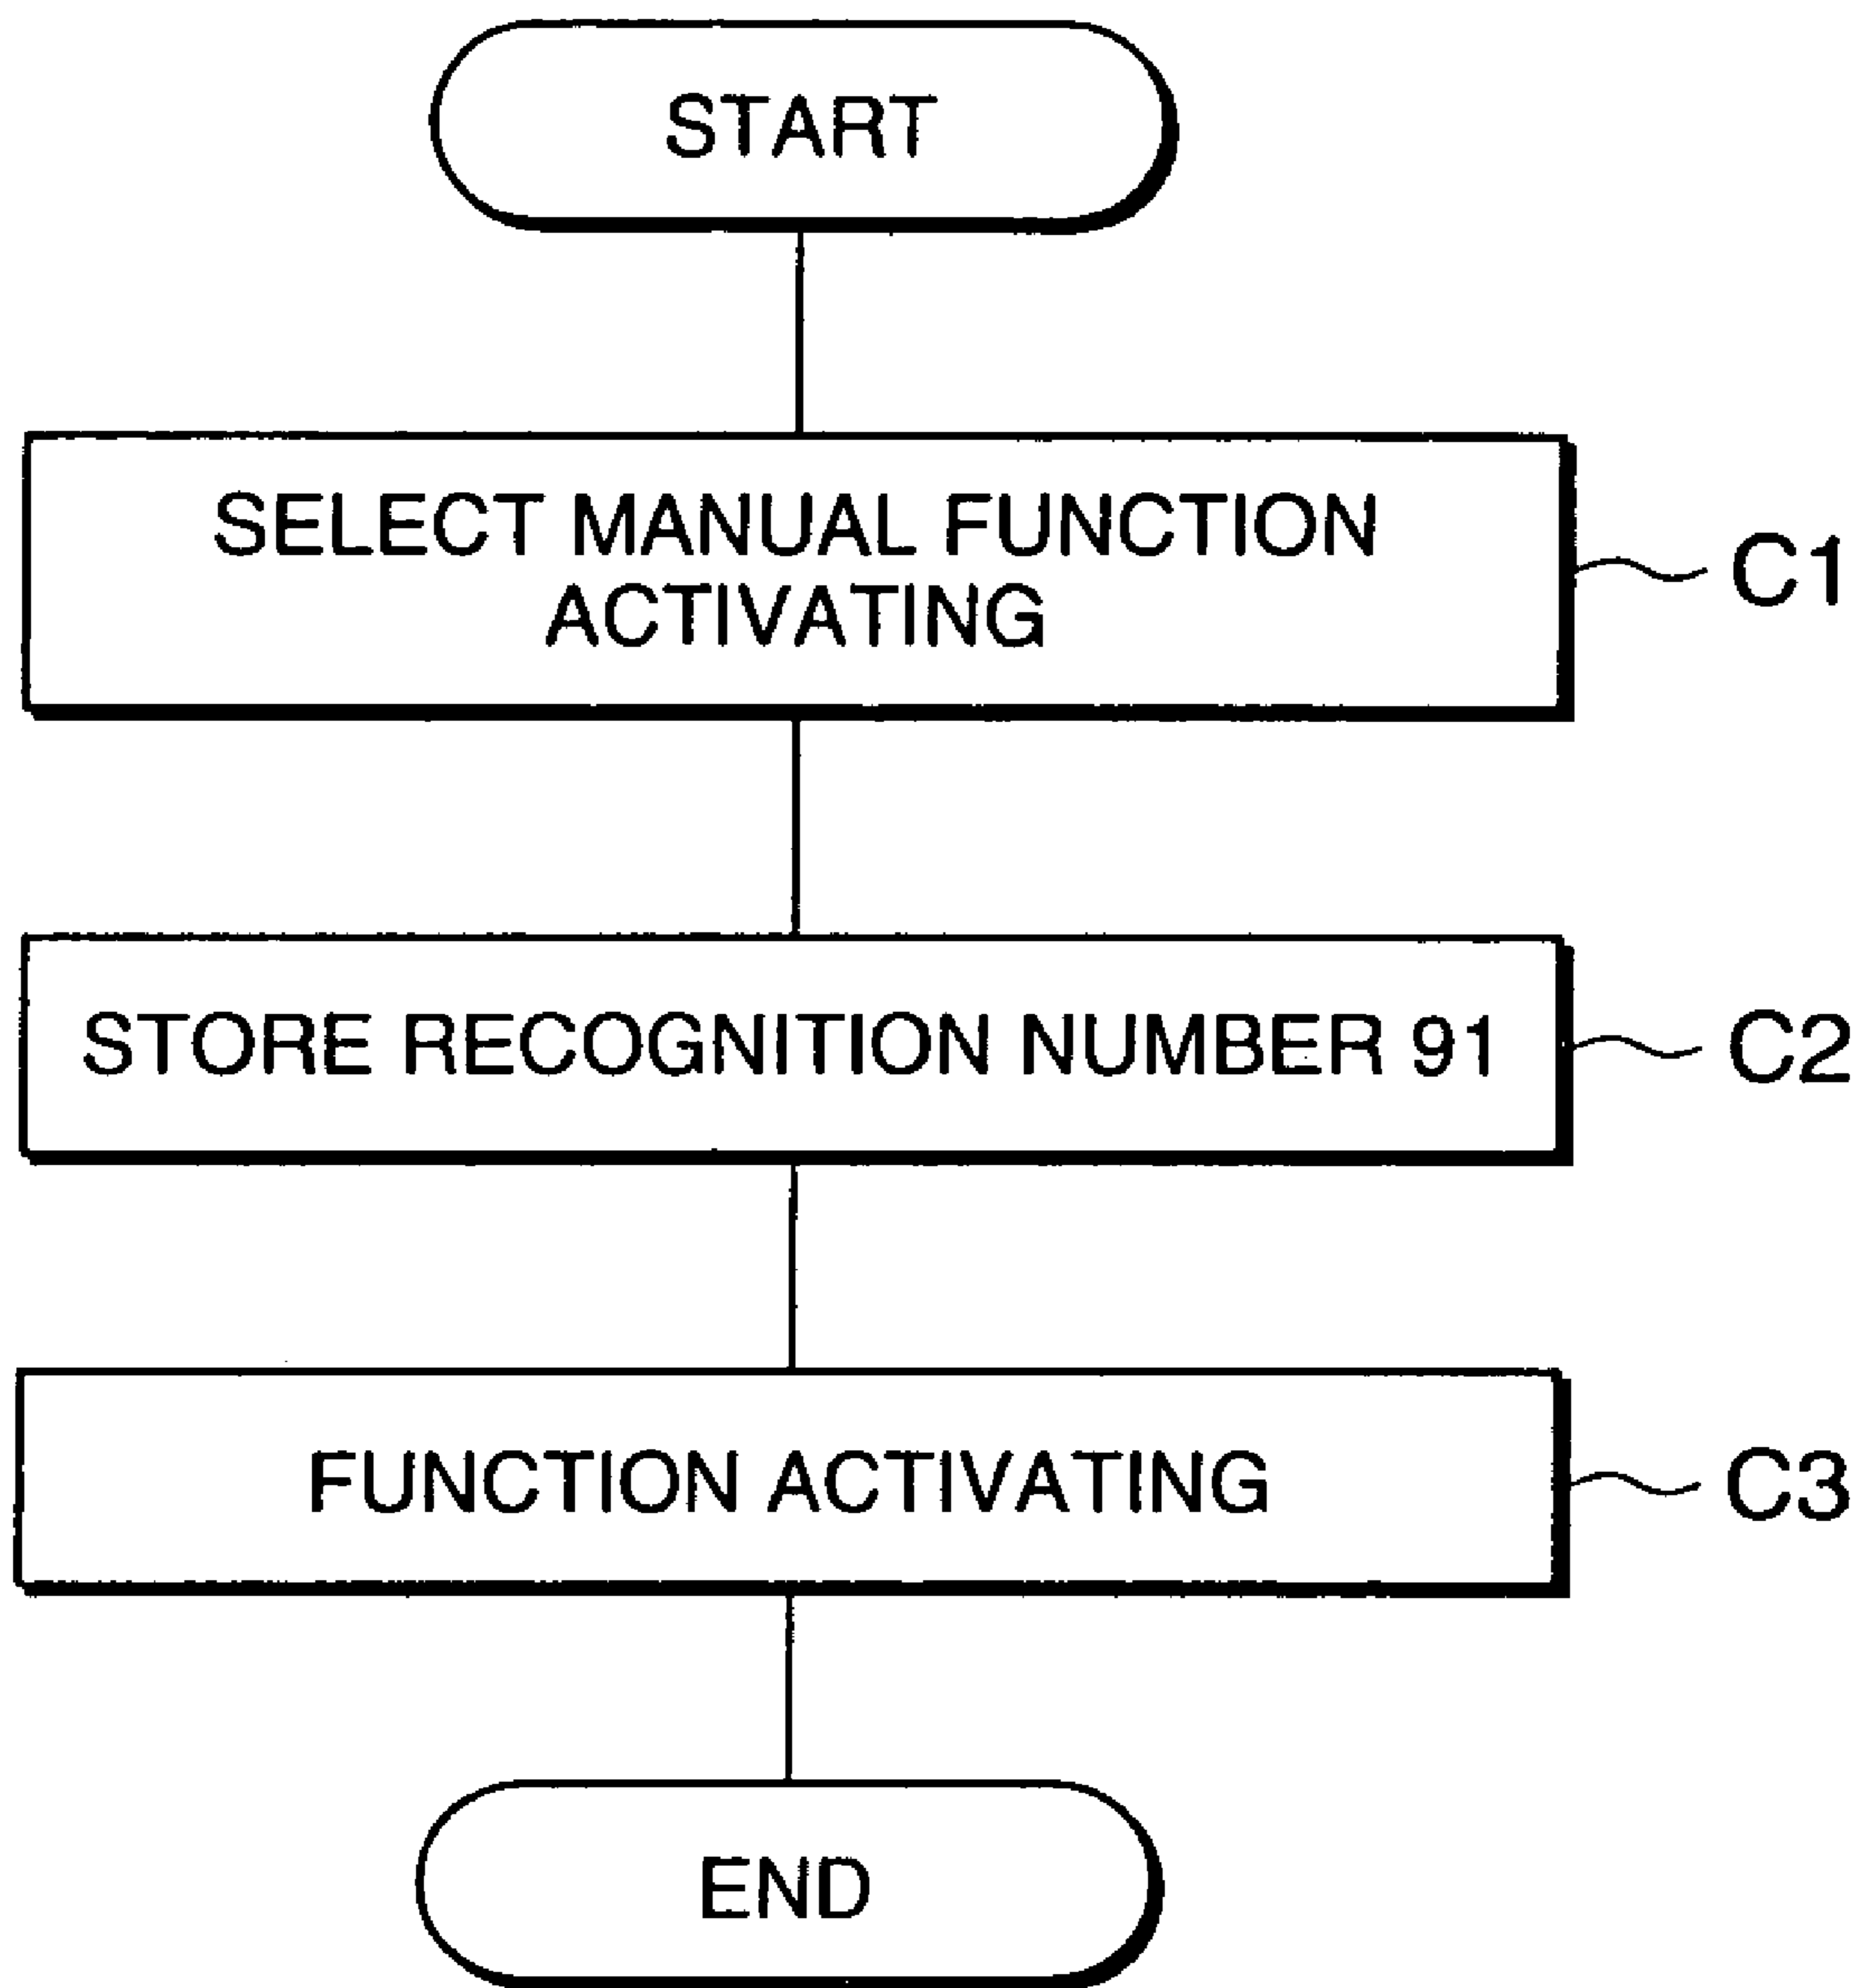 START
SELECT MANUAL FUNCTION
ACTIVATING
C1
STORE RECOGNITION NUMBER 91
C2
FUNCTION ACTIVATING
C3
END